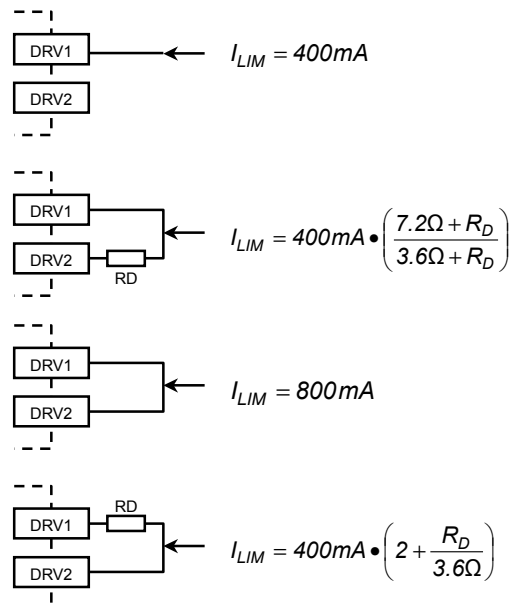 DRV1
I_LIM = 400mA
DRV2
DRV1
I_LIM = 400mA • ( (7.2Ω + R_D) / (3.6Ω + R_D) )
DRV2
RD
DRV1
I_LIM = 800mA
DRV2
RD
DRV1
I_LIM = 400mA • ( 2 + R_D / 3.6Ω )
DRV2